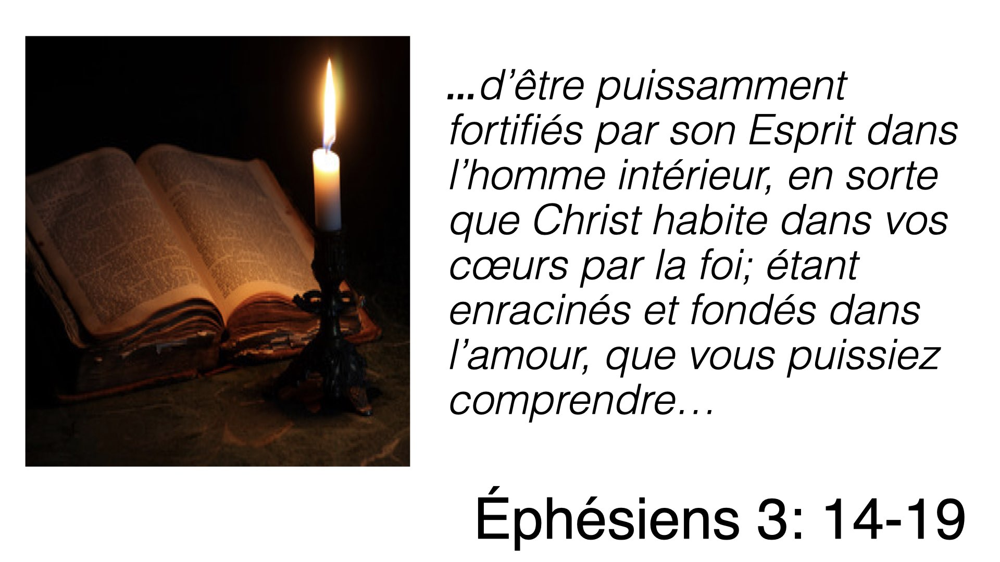 ...d’être puissamment
fortifiés par son Esprit dans
l’homme intérieur, en sorte
que Christ habite dans vos
cœurs par la foi; étant
enracinés et fondés dans
l’amour, que vous puissiez
comprendre…
Éphésiens 3: 14-19